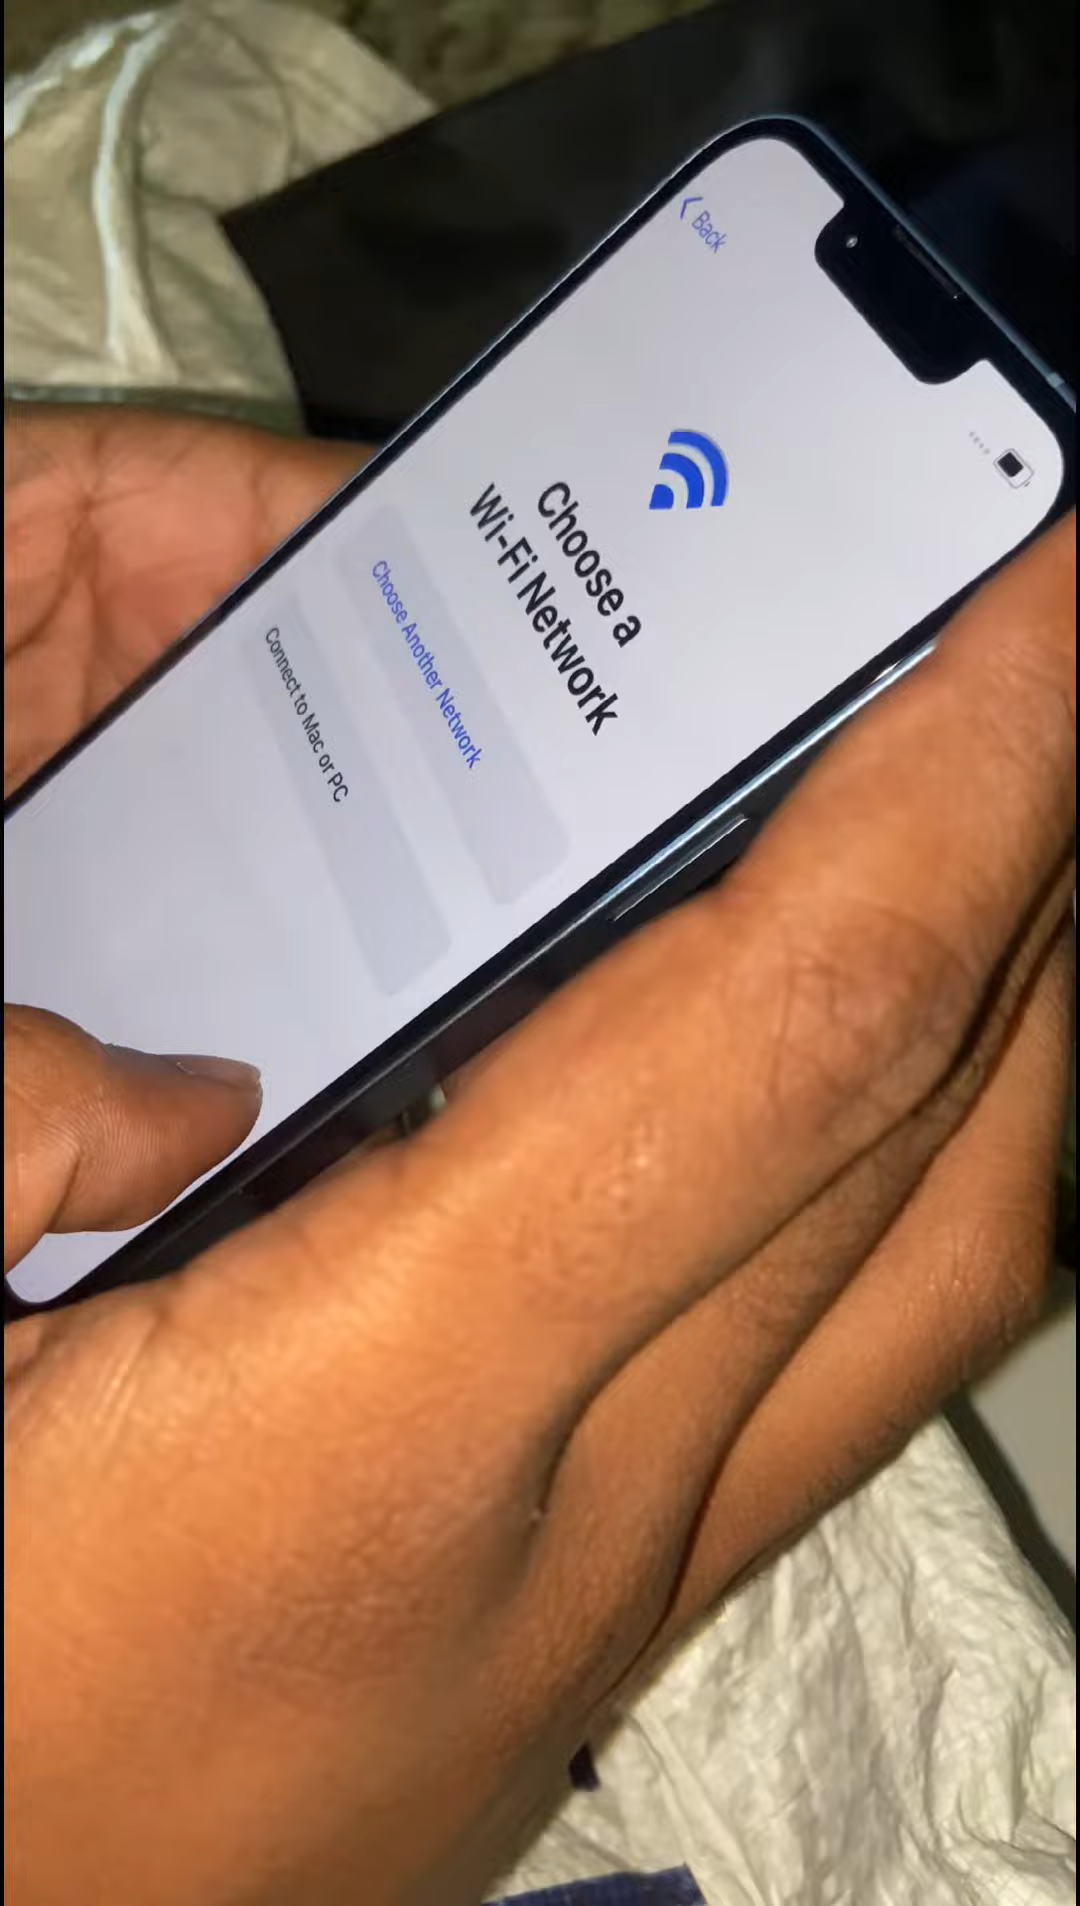 Back
Choose a
Wi-Fi Network
Choose Another Network
Connect to Mac or PC